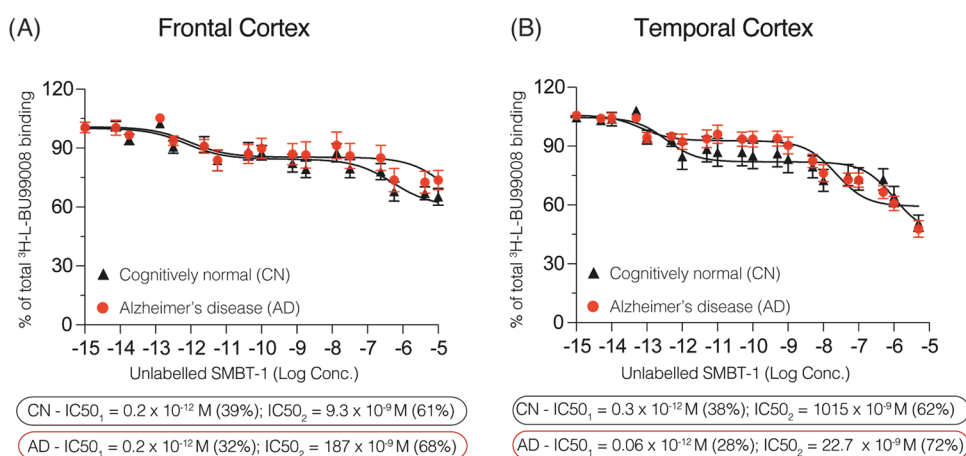 (A) Frontal Cortex
120
90
60
30
0
% of total ³H-L-BU99008 binding
Cognitively normal (CN)
Alzheimer's disease (AD)
-15 -14 -13 -12 -11 -10 -9 -8 -7 -6 -5
Unlabelled SMBT-1 (Log Conc.)
CN - IC50₁ = 0.2 x 10⁻¹² M (39%); IC50₂ = 9.3 x 10⁻⁹ M (61%)
AD - IC50₁ = 0.2 x 10⁻¹² M (32%); IC50₂ = 187 x 10⁻⁹ M (68%)
(B) Temporal Cortex
120
90
60
30
0
% of total ³H-L-BU99008 binding
Cognitively normal (CN)
Alzheimer's disease (AD)
-15 -14 -13 -12 -11 -10 -9 -8 -7 -6 -5
Unlabelled SMBT-1 (Log Conc.)
CN - IC50₁ = 0.3 x 10⁻¹² M (38%); IC50₂ = 1015 x 10⁻⁹ M (62%)
AD - IC50₁ = 0.06 x 10⁻¹² M (28%); IC50₂ = 22.7 x 10⁻⁹ M (72%)